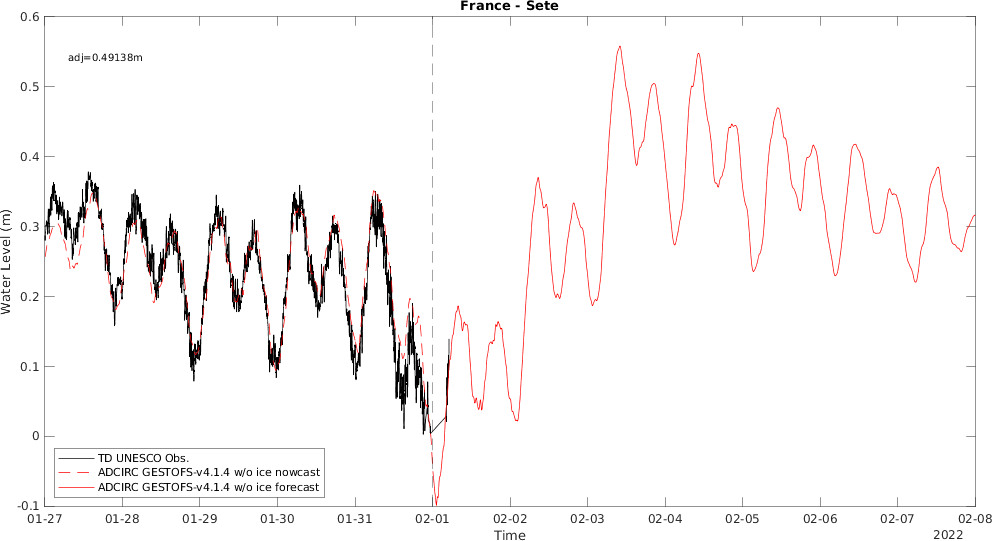 France - Sete
adj=0.49138m
Water Level (m)
0.6
0.5
0.4
0.3
0.2
0.1
0
-0.1
TD UNESCO Obs.
ADCIRC GESTOFS-v4.1.4 w/o ice nowcast
ADCIRC GESTOFS-v4.1.4 w/o ice forecast
01-27 01-28 01-29 01-30 01-31 02-01 02-02 02-03 02-04 02-05 02-06 02-07 02-08
Time
2022